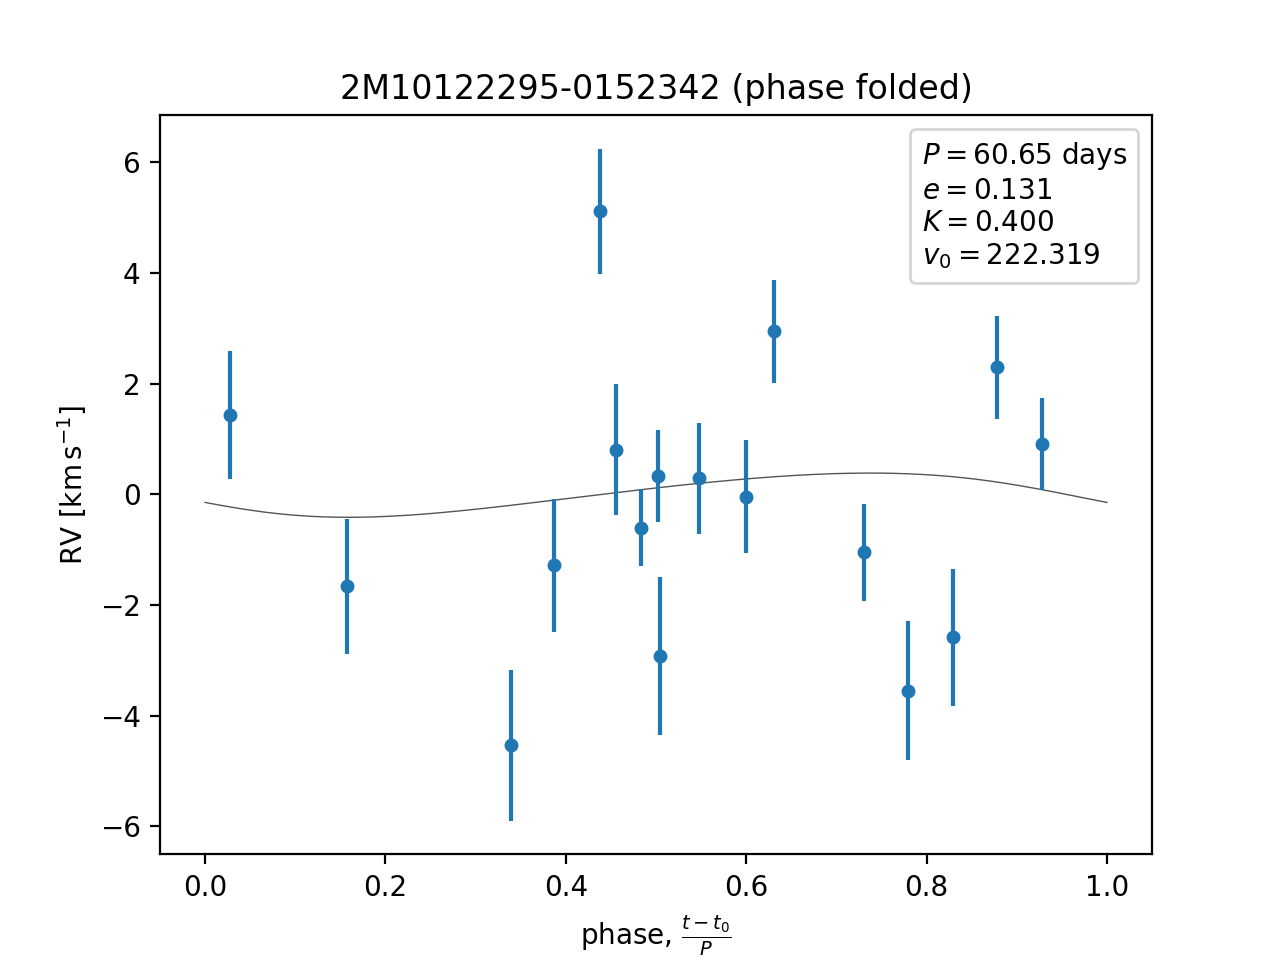 2M10122295-0152342 (phase folded)
P = 60.65 days
e = 0.131
K = 0.400
v₀ = 222.319
RV [km s⁻¹]
6
4
2
0
−2
−4
−6
0.0 0.2 0.4 0.6 0.8 1.0
phase, (t − t₀)/P